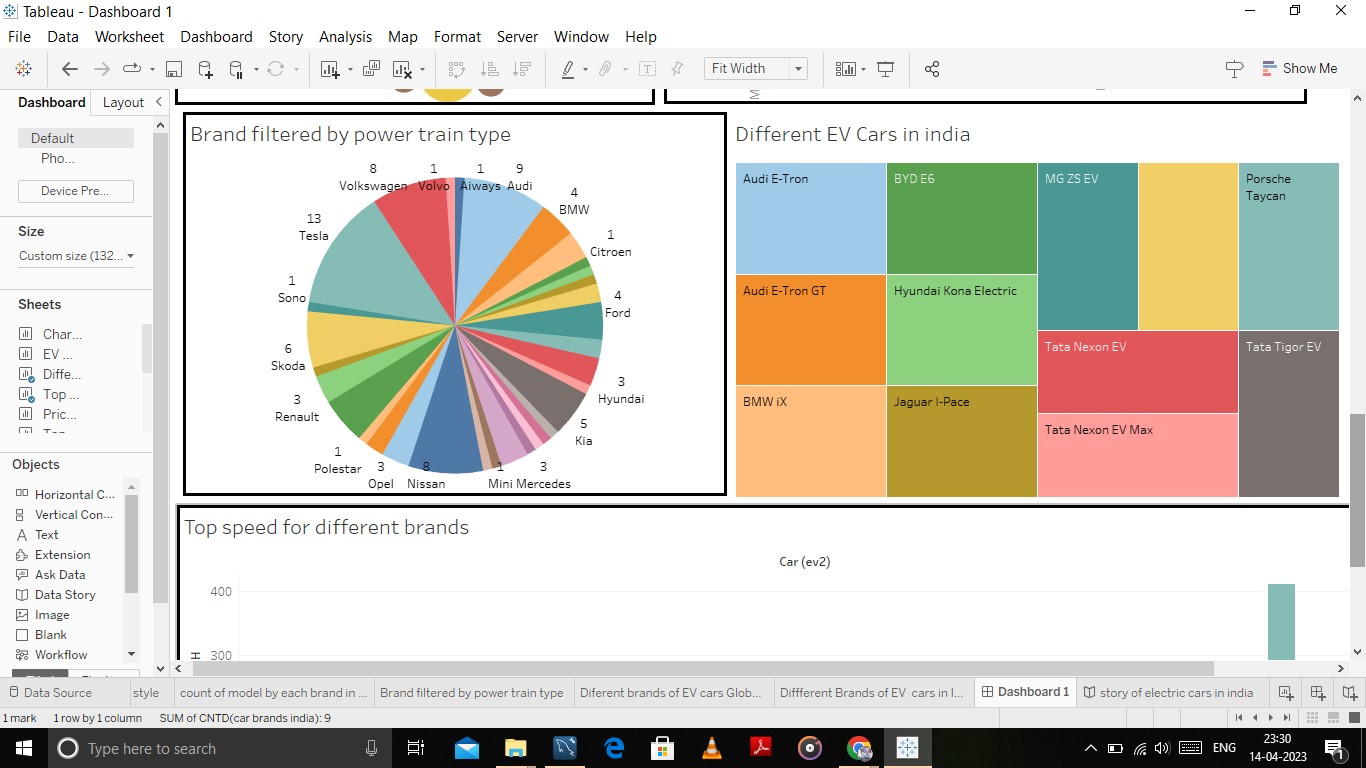 Tableau - Dashboard 1
File Data Worksheet Dashboard Story Analysis Map Format Server Window Help
Fit Width
Show Me
Dashboard
Layout
Default
Pho...
Device Pre...
Size
Custom size (132...
Sheets
Char...
EV ...
Diffe...
Top ...
Pric...
Objects
Horizontal C...
Vertical Con...
Text
Extension
Ask Data
Data Story
Image
Blank
Workflow
Brand filtered by power train type
8
Volkswagen
1
Volvo
1
Aiways
9
Audi
4
BMW
1
Citroen
4
Ford
3
Hyundai
5
Kia
3
Mercedes
1
Mini
8
Nissan
3
Opel
1
Polestar
3
Renault
6
Skoda
1
Sono
13
Tesla
Different EV Cars in india
Audi E-Tron
BYD E6
MG ZS EV
Porsche
Taycan
Audi E-Tron GT
Hyundai Kona Electric
Tata Nexon EV
Tata Tigor EV
BMW iX
Jaguar I-Pace
Tata Nexon EV Max
Top speed for different brands
Car (ev2)
400
300
H
Data Source
style
count of model by each brand in ...
Brand filtered by power train type
Diferent brands of EV cars Glob...
Diffferent Brands of EV cars in I...
Dashboard 1
story of electric cars in india
1 mark 1 row by 1 column SUM of CNTD(car brands india): 9
Type here to search
ENG
23:30
14-04-2023
1